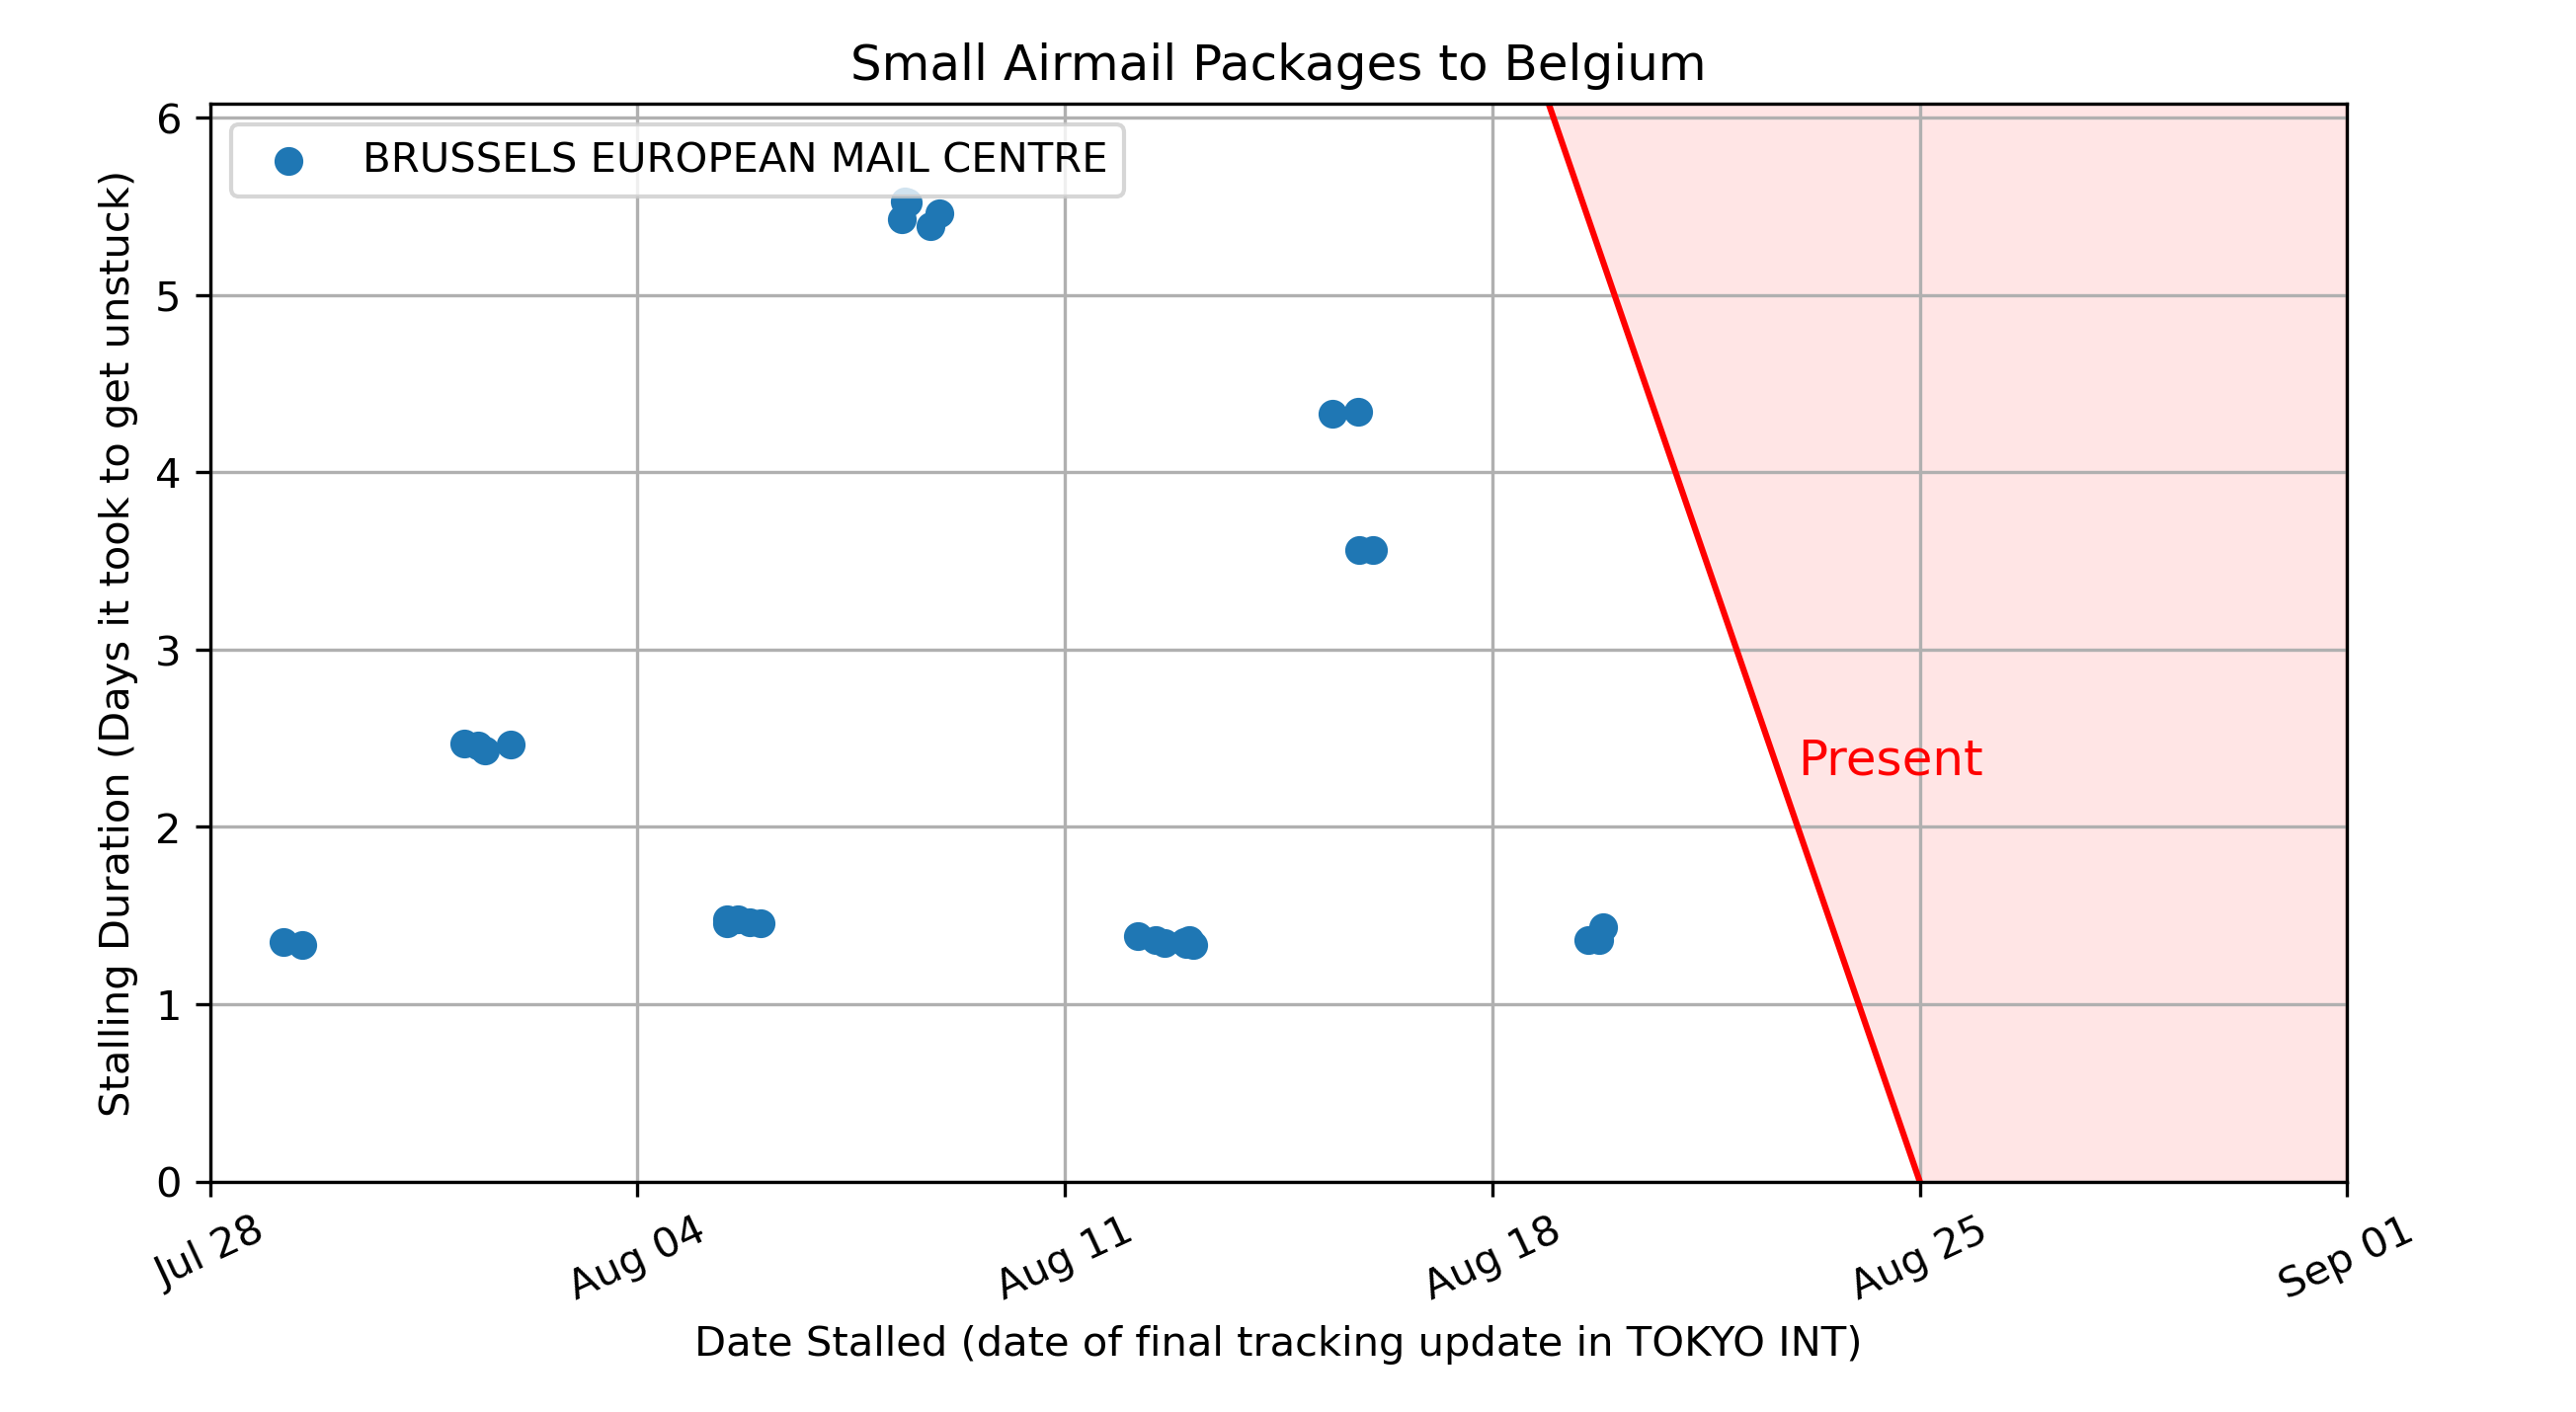 Small Airmail Packages to Belgium
BRUSSELS EUROPEAN MAIL CENTRE
Stalling Duration (Days it took to get unstuck)
6
5
4
3
2
1
0
Present
Jul 28
Aug 04
Aug 11
Aug 18
Aug 25
Sep 01
Date Stalled (date of final tracking update in TOKYO INT)